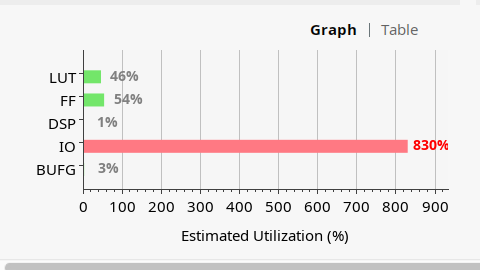 Graph | Table
LUT 46%
FF 54%
DSP 1%
IO 830%
BUFG 3%
0 100 200 300 400 500 600 700 800 900
Estimated Utilization (%)